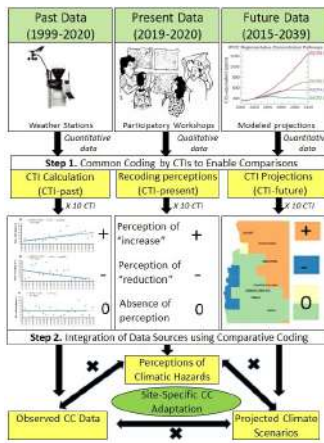 Past Data
(1999-2020)
Present Data
(2019-2020)
Future Data
(2015-2039)
Weather Stations
Participatory Workshops
Modeled projections
Quantitative data
Qualitative data
Quantitative data
Step 1. Common Coding by CTIs to Enable Comparisons
CTI Calculation
(CTI-past)
Recoding perceptions
(CTI-present)
CTI Projections
(CTI-future)
X 10 CTI
X 10 CTI
X 10 CTI
+
-
0
Perception of
"increase"
+
Perception of
"reduction"
-
Absence of
perception
0
+
-
0
Step 2. Integration of Data Sources using Comparative Coding
Perceptions of
Climatic Hazards
Site-Specific CC
Adaptation
Observed CC Data
Projected Climate
Scenarios